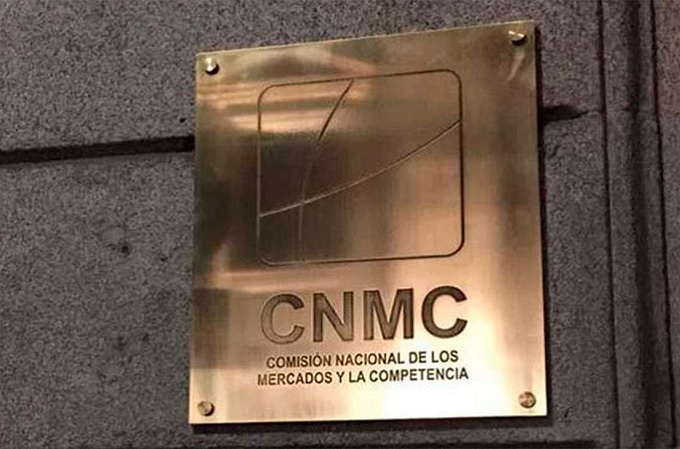 CNMC
COMISIÓN NACIONAL DE LOS
MERCADOS Y LA COMPETENCIA